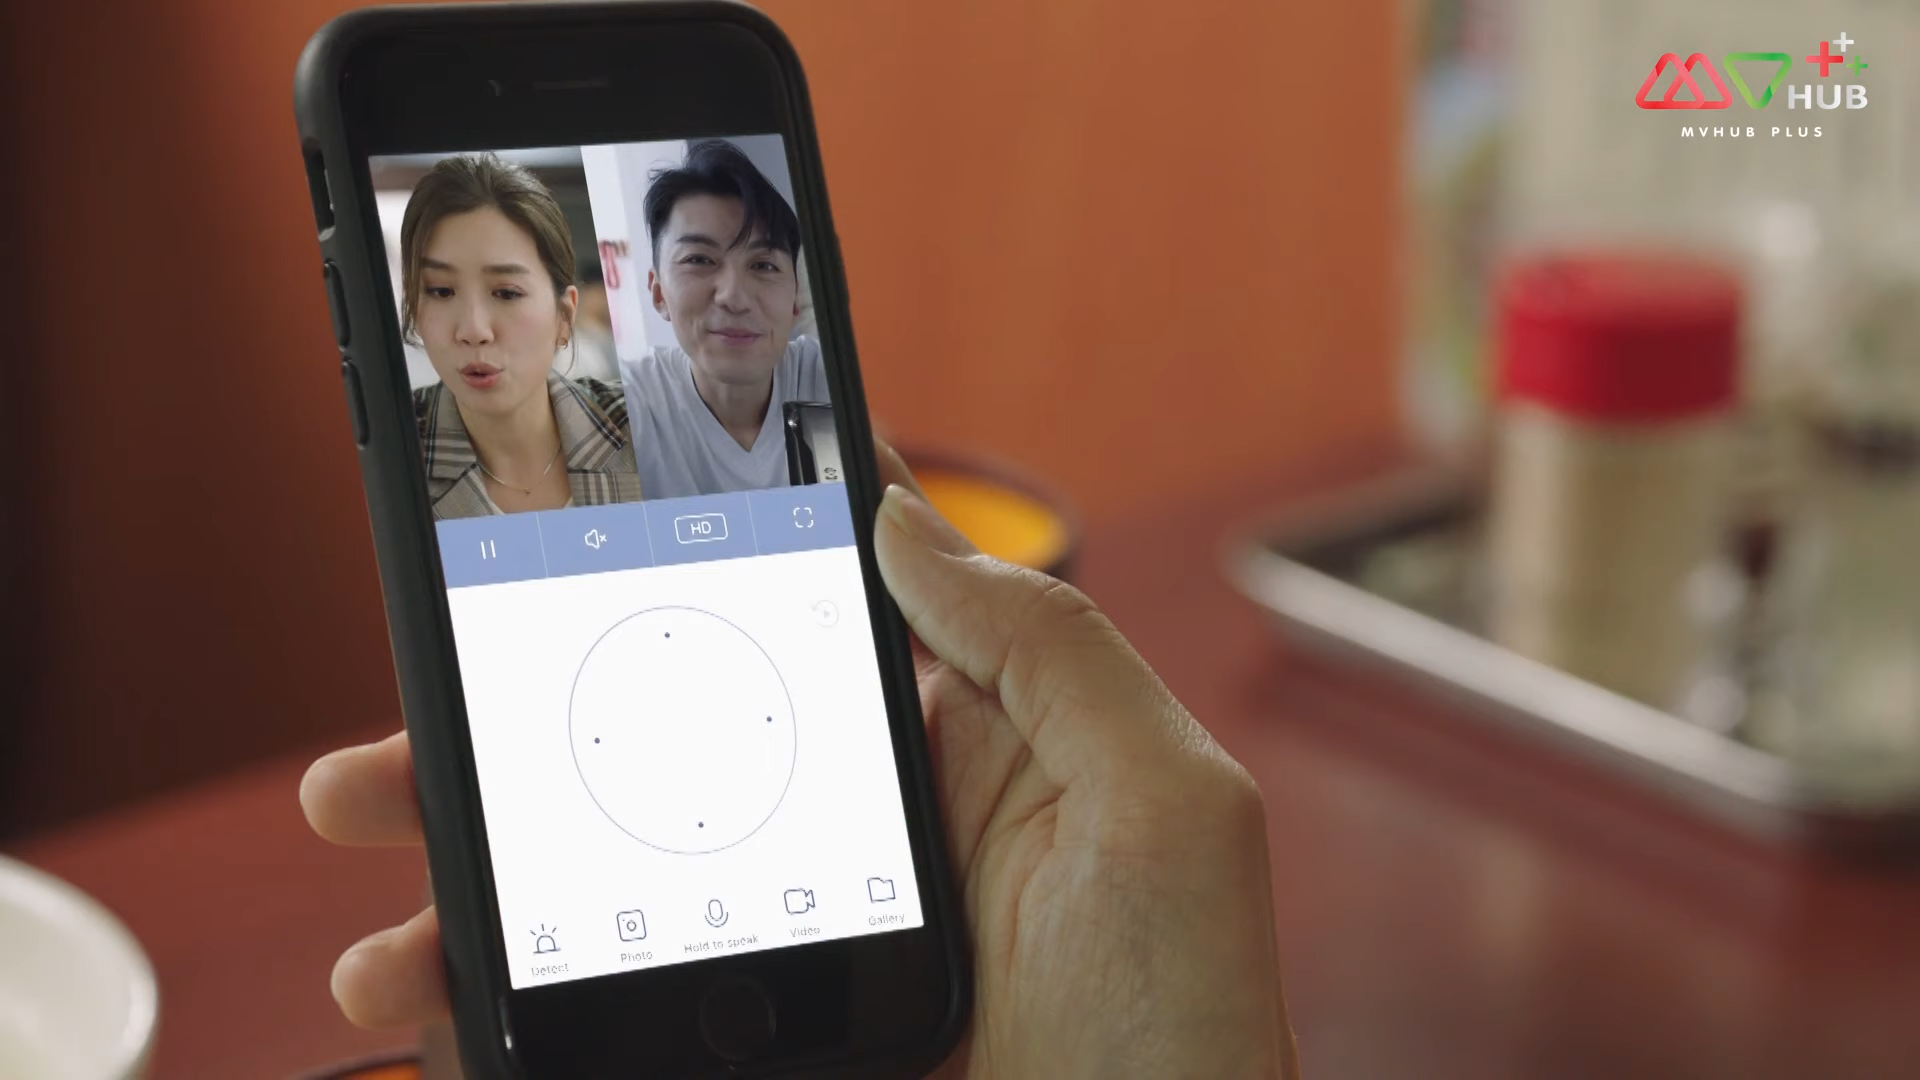 HUB
MVHUB PLUS
HD
Detect
Photo
Hold to speak
Video
Gallery